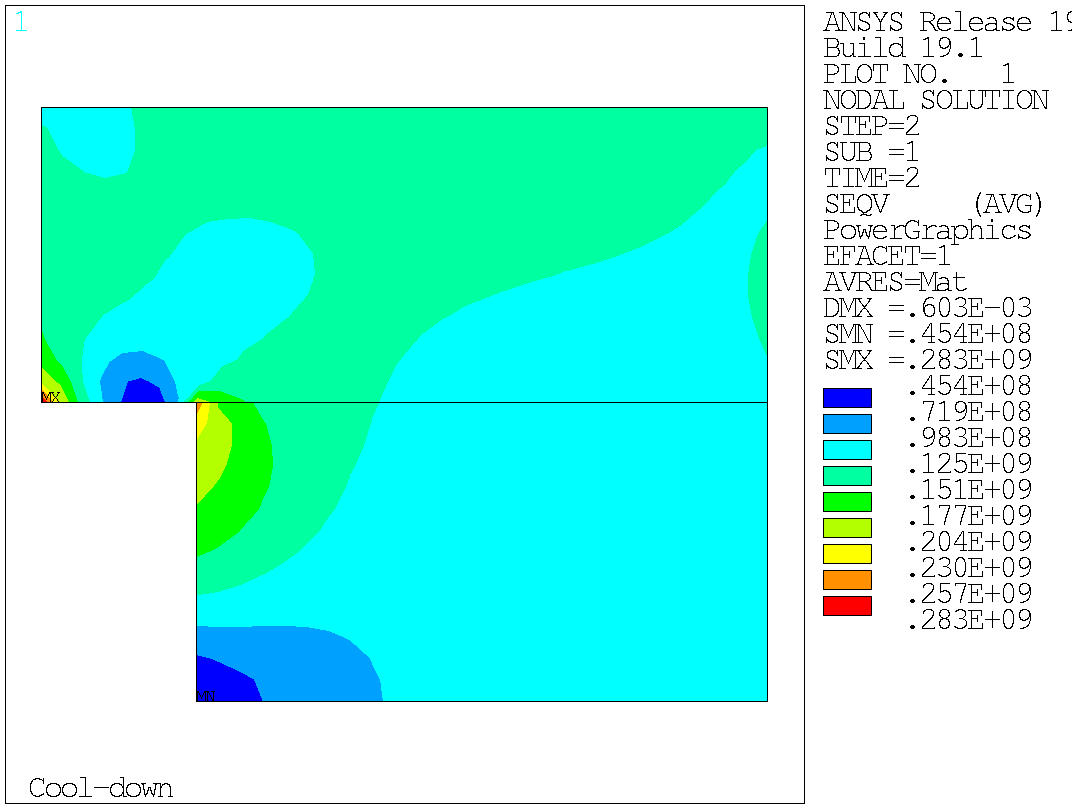 1
ANSYS Release 19
Build 19.1
PLOT NO. 1
NODAL SOLUTION
STEP=2
SUB =1
TIME=2
SEQV (AVG)
PowerGraphics
EFACET=1
AVRES=Mat
DMX =.603E-03
SMN =.454E+08
SMX =.283E+09
.454E+08
.719E+08
.983E+08
.125E+09
.151E+09
.177E+09
.204E+09
.230E+09
.257E+09
.283E+09
MX
MN
Cool-down